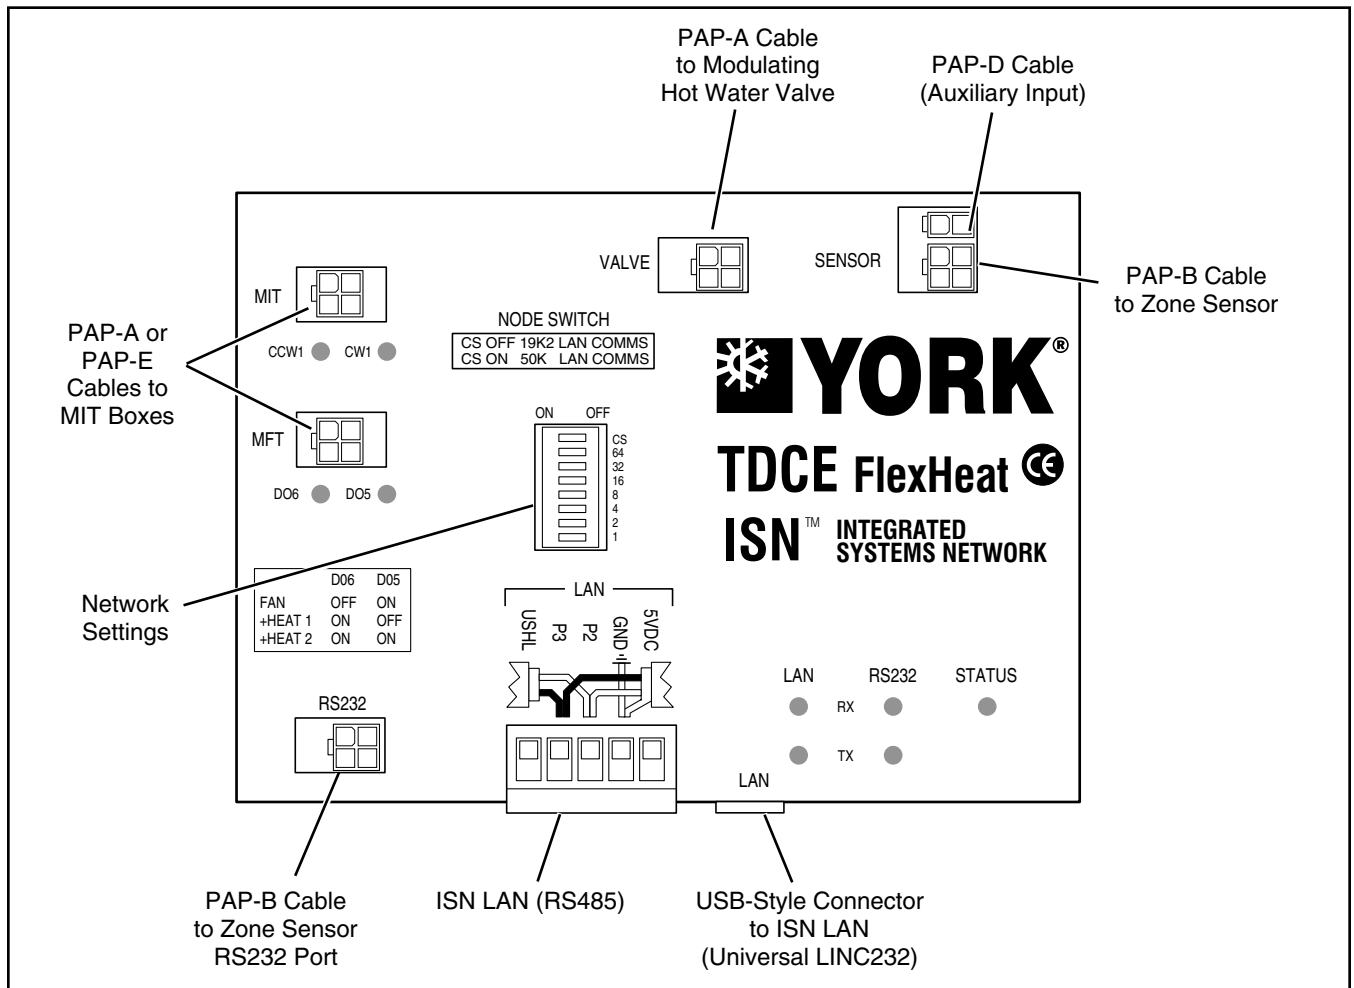 PAP-A Cable
to Modulating
Hot Water Valve
PAP-D Cable
(Auxiliary Input)
VALVE
SENSOR
PAP-B Cable
to Zone Sensor
MIT
CCW1 CW1
PAP-A or
PAP-E
Cables to
MIT Boxes
MFT
DO6 DO5
NODE SWITCH
CS OFF 19K2 LAN COMMS
CS ON 50K LAN COMMS
ON OFF
CS
64
32
16
8
4
2
1
YORK®
TDCE FlexHeat CE
ISN™ INTEGRATED
SYSTEMS NETWORK
Network
Settings
D06 D05
FAN OFF ON
+HEAT 1 ON OFF
+HEAT 2 ON ON
LAN
USHL
P3
P2
GND
5VDC
LAN RS232 STATUS
RX
TX
RS232
LAN
PAP-B Cable
to Zone Sensor
RS232 Port
ISN LAN (RS485)
USB-Style Connector
to ISN LAN
(Universal LINC232)